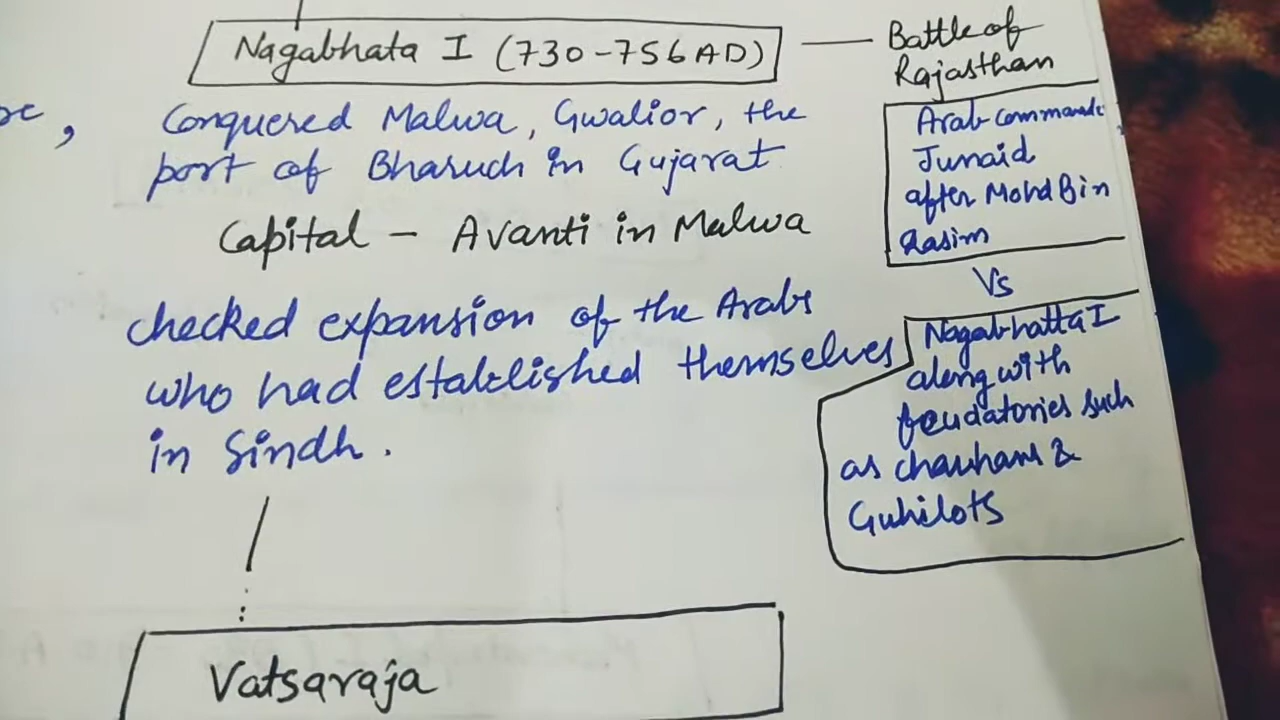 Nagabhata I (730-756AD)
Battle of
Rajasthan
,
Conquered Malwa, Gwalior, the
port of Bharuch in Gujarat
Capital - Avanti in Malwa
checked expansion of the Arabs
who had established themselves
in Sindh.
Arab commande
Junaid
after Mohd Bin
Qasim
Vs
Nagabhatta I
along with
feudatories such
as chauhans &
Guhilots
Vatsaraja